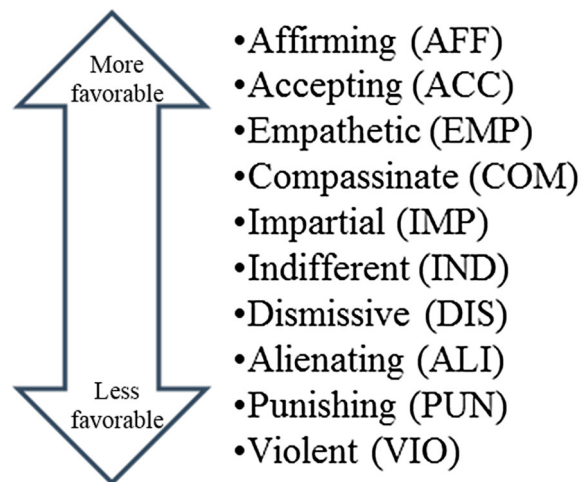 More
favorable
•Affirming (AFF)
•Accepting (ACC)
•Empathetic (EMP)
•Compassinate (COM)
•Impartial (IMP)
•Indifferent (IND)
•Dismissive (DIS)
•Alienating (ALI)
•Punishing (PUN)
•Violent (VIO)
Less
favorable